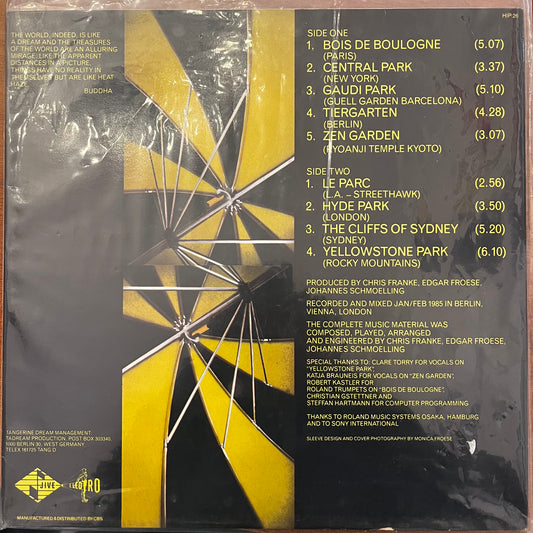 THE WORLD, INDEED, IS LIKE
A DREAM AND THE TREASURES
OF THE WORLD ARE AN ALLURING
MIRAGE. LIKE THE APPARENT
DISTANCES IN A PICTURE,
THINGS HAVE NO REALITY IN
THEMSELVES BUT ARE LIKE HEAT
HAZE.
BUDDHA
HIP 26
SIDE ONE
1. BOIS DE BOULOGNE (5.07)
(PARIS)
2. CENTRAL PARK (3.37)
(NEW YORK)
3. GAUDI PARK (5.10)
(GUELL GARDEN BARCELONA)
4. TIERGARTEN (4.28)
(BERLIN)
5. ZEN GARDEN (3.07)
(RYOANJI TEMPLE KYOTO)
SIDE TWO
1. LE PARC (2.56)
(L.A. – STREETHAWK)
2. HYDE PARK (3.50)
(LONDON)
3. THE CLIFFS OF SYDNEY (5.20)
(SYDNEY)
4. YELLOWSTONE PARK (6.10)
(ROCKY MOUNTAINS)
PRODUCED BY CHRIS FRANKE, EDGAR FROESE,
JOHANNES SCHMOELLING
RECORDED AND MIXED JAN/FEB 1985 IN BERLIN,
VIENNA, LONDON
THE COMPLETE MUSIC MATERIAL WAS
COMPOSED, PLAYED, ARRANGED
AND ENGINEERED BY CHRIS FRANKE, EDGAR FROESE,
JOHANNES SCHMOELLING
SPECIAL THANKS TO: CLARE TORRY FOR VOCALS ON
"YELLOWSTONE PARK",
KATJA BRAUNEIS FOR VOCALS ON "ZEN GARDEN",
ROBERT KASTLER FOR
ROLAND TRUMPETS ON "BOIS DE BOULOGNE",
CHRISTIAN GSTETTNER AND
STEFFAN HARTMANN FOR COMPUTER PROGRAMMING
THANKS TO ROLAND MUSIC SYSTEMS OSAKA, HAMBURG
AND TO SONY INTERNATIONAL
SLEEVE DESIGN AND COVER PHOTOGRAPHY BY MONICA FROESE
TANGERINE DREAM MANAGEMENT:
TADREAM PRODUCTION, POST BOX 303340,
1000 BERLIN 30, WEST GERMANY.
TELEX 181725 TANG D
JIVE ELECTRO
MANUFACTURED & DISTRIBUTED BY CBS